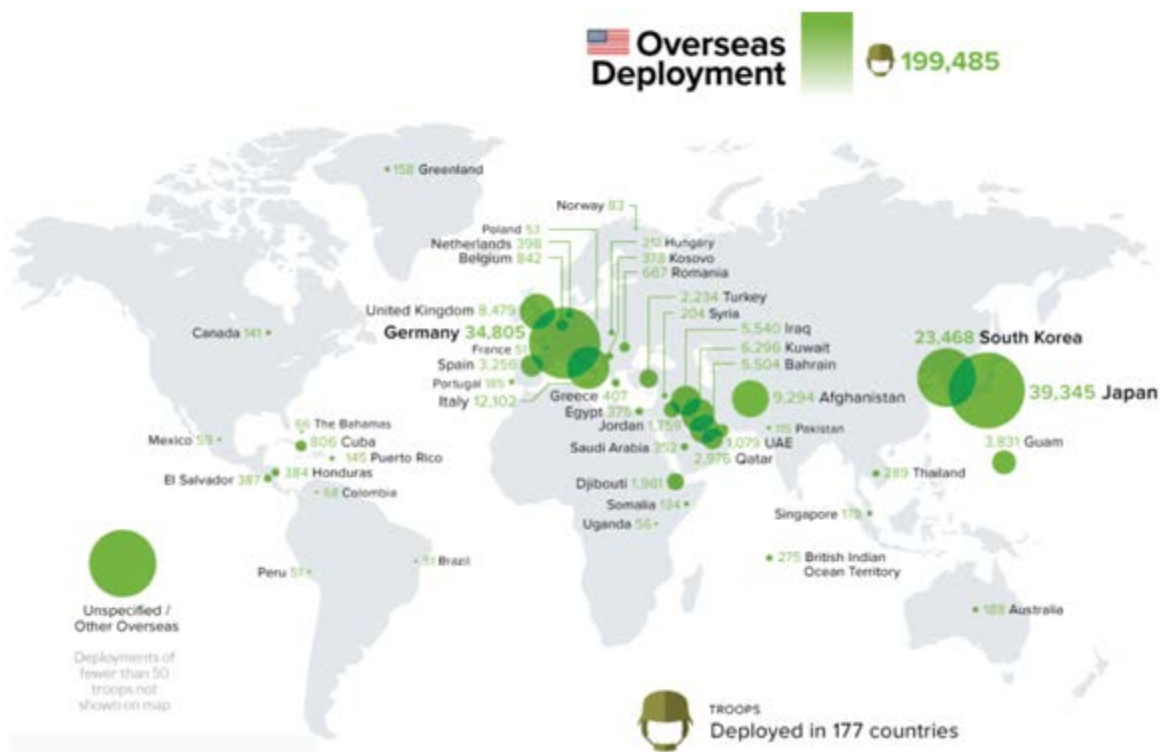 Overseas
Deployment
199,485
158 Greenland
Norway 83
Poland 53
Netherlands 398
Belgium 842
212 Hungary
378 Kosovo
667 Romania
United Kingdom 8,479
2,234 Turkey
204 Syria
Canada 141
Germany 34,805
5,540 Iraq
23,468 South Korea
France 51
6,296 Kuwait
Spain 3,256
5,504 Bahrain
Portugal 185
Italy 12,102
Greece 407
9,294 Afghanistan
39,345 Japan
Egypt 375
66 The Bahamas
Jordan 1,759
115 Pakistan
Mexico 59
806 Cuba
1,079 UAE
3,831 Guam
145 Puerto Rico
Saudi Arabia 252
2,976 Qatar
384 Honduras
El Salvador 387
289 Thailand
Djibouti 1,961
Colombia
Somalia 134
Singapore
Uganda 56
275 British Indian
Ocean Territory
Peru 51
51 Brazil
Unspecified /
Other Overseas
188 Australia
Deployments of
fewer than 50
troops not
shown on map
TROOPS
Deployed in 177 countries